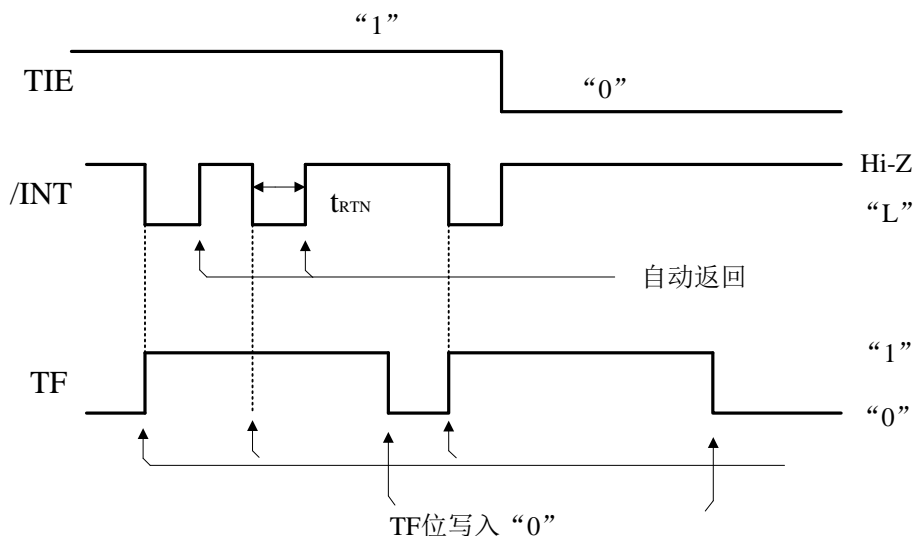 “1”
TIE
“0”
/INT
Hi-Z
tRTN
“L”
自动返回
TF
“1”
“0”
TF位写入“0”